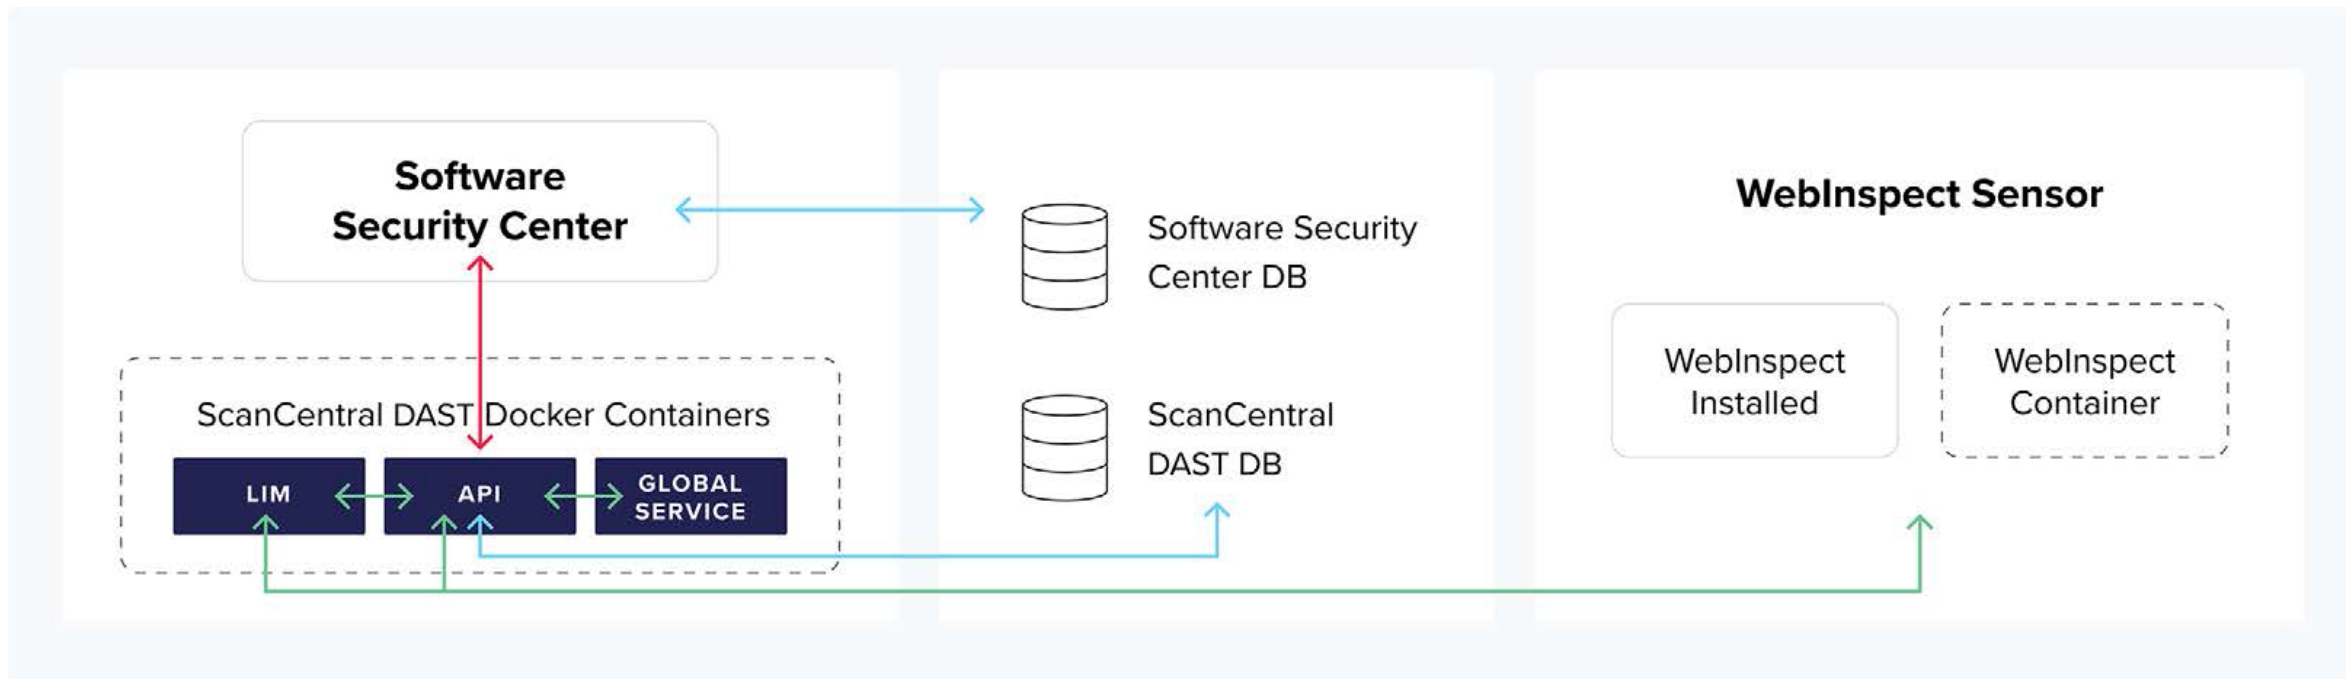 Software
Security Center
ScanCentral DAST Docker Containers
LIM
API
GLOBAL
SERVICE
Software Security
Center DB
ScanCentral
DAST DB
WebInspect Sensor
WebInspect
Installed
WebInspect
Container